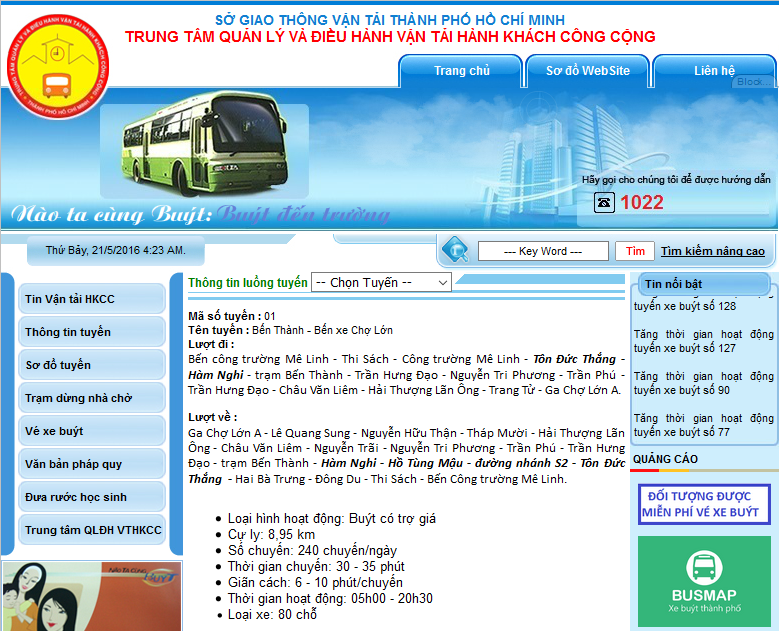 SỞ GIAO THÔNG VẬN TẢI THÀNH PHỐ HỒ CHÍ MINH
TRUNG TÂM QUẢN LÝ VÀ ĐIỀU HÀNH VẬN TẢI HÀNH KHÁCH CÔNG CỘNG
TRUNG TÂM QUẢN LÝ VÀ ĐIỀU HÀNH VẬN TẢI HÀNH KHÁCH CÔNG CỘNG
THÀNH PHỐ HỒ CHÍ MINH
Trang chủ
Sơ đồ WebSite
Liên hệ
Block...
Hãy gọi cho chúng tôi để được hướng dẫn
1022
Nào ta cùng Buýt: Buýt đến trường
Thứ Bảy, 21/5/2016 4:23 AM.
--- Key Word ---
Tìm
Tìm kiếm nâng cao
Tin Vận tải HKCC
Thông tin tuyến
Sơ đồ tuyến
Trạm dừng nhà chờ
Vé xe buýt
Văn bản pháp quy
Đưa rước học sinh
Trung tâm QLĐH VTHKCC
Thông tin luồng tuyến
-- Chọn Tuyến --
Mã số tuyến : 01
Tên tuyến : Bến Thành - Bến xe Chợ Lớn
Lượt đi :
Bến công trường Mê Linh - Thi Sách - Công trường Mê Linh - Tôn Đức Thắng -
Hàm Nghi - trạm Bến Thành - Trần Hưng Đạo - Nguyễn Tri Phương - Trần Phú -
Trần Hưng Đạo - Châu Văn Liêm - Hải Thượng Lãn Ông - Trang Tử - Ga Chợ Lớn A.
Lượt về :
Ga Chợ Lớn A - Lê Quang Sung - Nguyễn Hữu Thận - Tháp Mười - Hải Thượng Lãn
Ông - Châu Văn Liêm - Nguyễn Trãi - Nguyễn Tri Phương - Trần Phú - Trần Hưng
Đạo - trạm Bến Thành - Hàm Nghi - Hồ Tùng Mậu - đường nhánh S2 - Tôn Đức
Thắng - Hai Bà Trưng - Đông Du - Thi Sách - Bến Công trường Mê Linh.
Loại hình hoạt động: Buýt có trợ giá
Cự ly: 8,95 km
Số chuyến: 240 chuyến/ngày
Thời gian chuyến: 30 - 35 phút
Giãn cách: 6 - 10 phút/chuyến
Thời gian hoạt động: 05h00 - 20h30
Loại xe: 80 chỗ
Tin nổi bật
tuyến xe buýt số 128
Tăng thời gian hoạt động
tuyến xe buýt số 127
Tăng thời gian hoạt động
tuyến xe buýt số 90
Tăng thời gian hoạt động
tuyến xe buýt số 77
QUẢNG CÁO
ĐỐI TƯỢNG ĐƯỢC
MIỄN PHÍ VÉ XE BUÝT
BUSMAP
Xe buýt thành phố